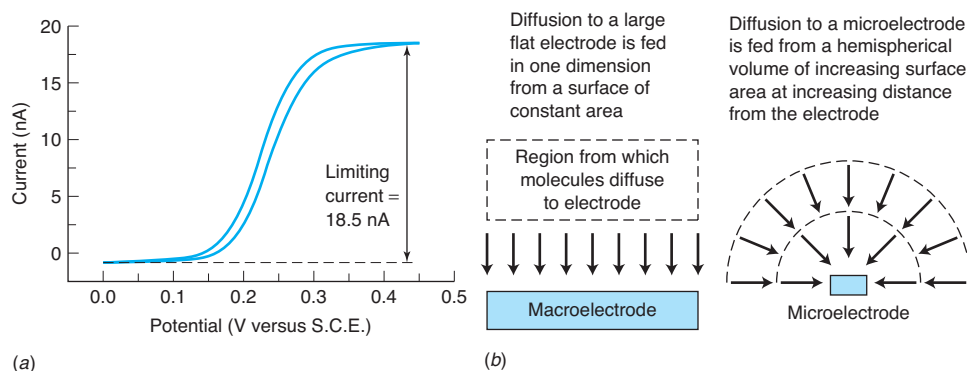 20
15
10
5
0
Current (nA)
Limiting
current =
18.5 nA
0.0 0.1 0.2 0.3 0.4 0.5
Potential (V versus S.C.E.)
(a)
Diffusion to a large
flat electrode is fed
in one dimension
from a surface of
constant area
Region from which
molecules diffuse
to electrode
Macroelectrode
(b)
Diffusion to a microelectrode
is fed from a hemispherical
volume of increasing surface
area at increasing distance
from the electrode
Microelectrode